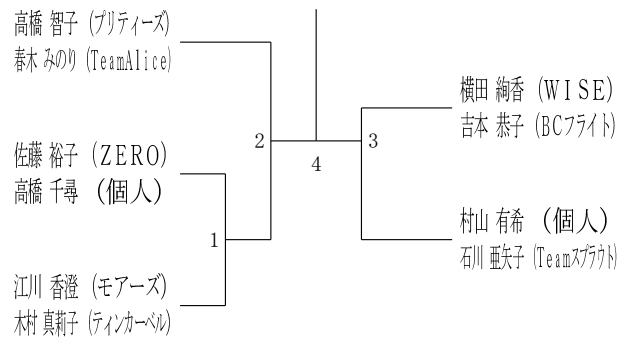 高橋 智子（プリティーズ）
春木 みのり（TeamAlice）
佐藤 裕子（ZERO）
高橋 千尋（個人）
江川 香澄（モアーズ）
木村 真莉子（ティンカーベル）
1
2
4
3
横田 絢香（WISE）
吉本 恭子（BCフライト）
村山 有希（個人）
石川 亜矢子（Teamスプラウト）